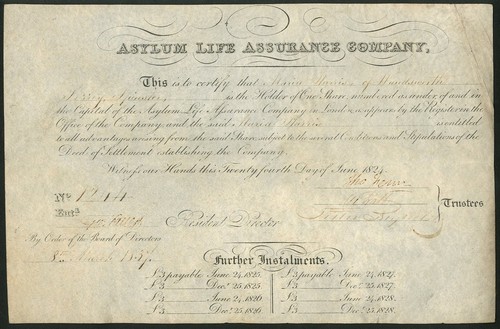 ASYLUM LIFE ASSURANCE COMPANY,
This is to certify that Maria Harris of Wandsworth
Surrey Spinster is the Holder of One Share numbered as under of and in
the Capital of the Asylum Life Assurance Company in London, as appears by the Register in the
Office of the Company, and the said Maria Harris is entitled
to all advantages arising from the said Share, subject to the several Conditions and Stipulations of the
Deed of Settlement establishing the Company.
Witness our Hands this Twenty fourth Day of June 1824
No 1244
Entd
Trustees.
President Director
By Order of the Board of Directors
8th March 1827
Further Instalments.
£3 payable June 24, 1825. £3 payable June 24, 1827.
£3 Decr. 25, 1825 £3 Decr. 25, 1827.
£3 June 24, 1826 £3 June 24, 1828.
£3 Decr. 25, 1826 £3 Decr. 25, 1828.